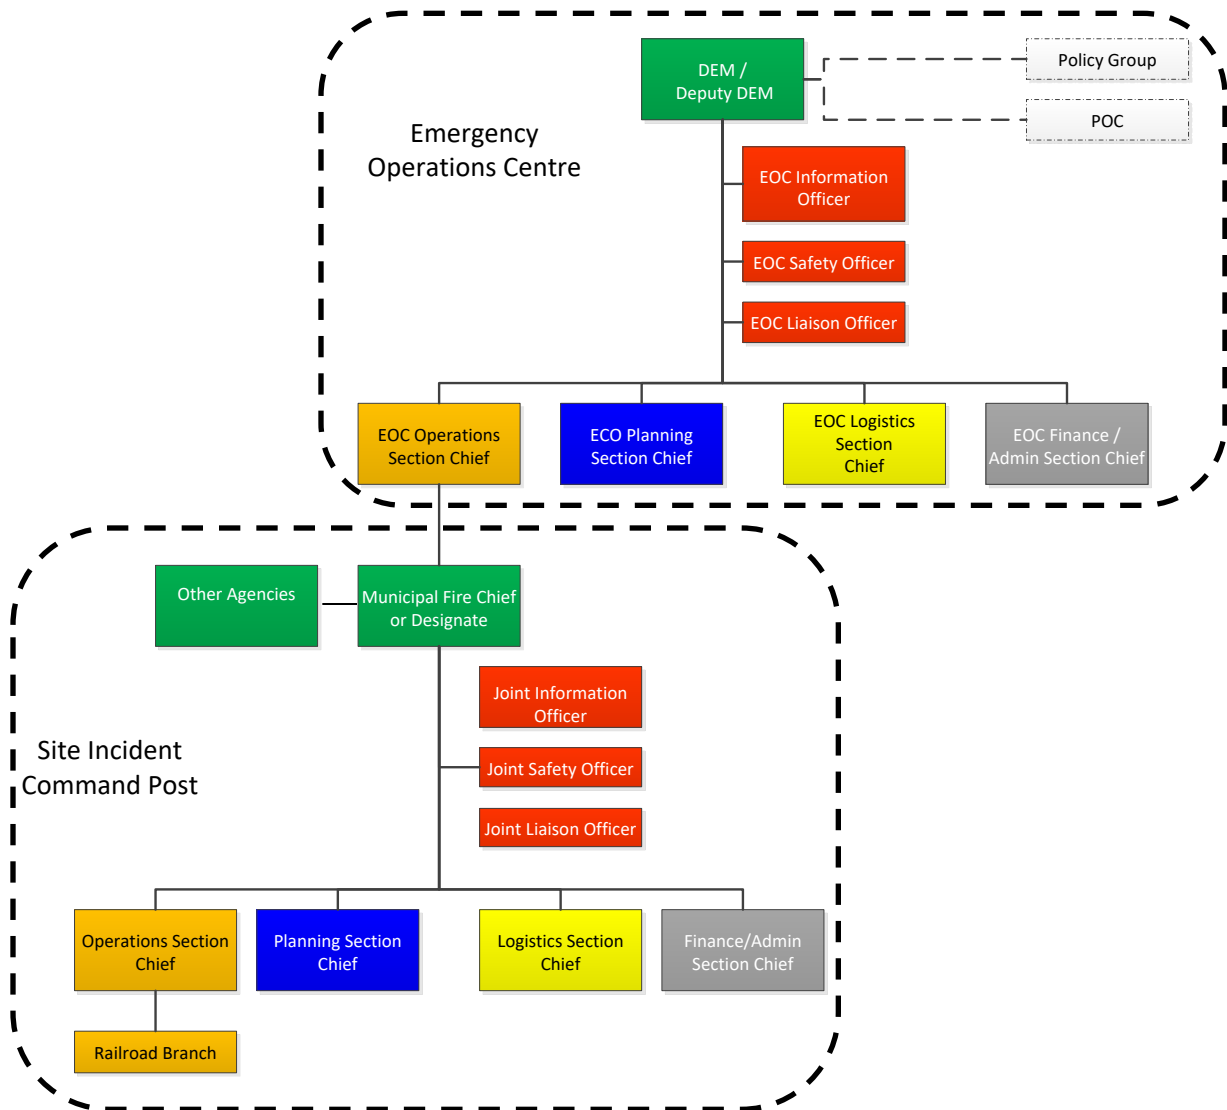 DEM /
Deputy DEM
Policy Group
POC
Emergency
Operations Centre
EOC Information
Officer
EOC Safety Officer
EOC Liaison Officer
EOC Operations
Section Chief
ECO Planning
Section Chief
EOC Logistics
Section
Chief
EOC Finance /
Admin Section Chief
Other Agencies
Municipal Fire Chief
or Designate
Joint Information
Officer
Site Incident
Command Post
Joint Safety Officer
Joint Liaison Officer
Operations Section
Chief
Planning Section
Chief
Logistics Section
Chief
Finance/Admin
Section Chief
Railroad Branch